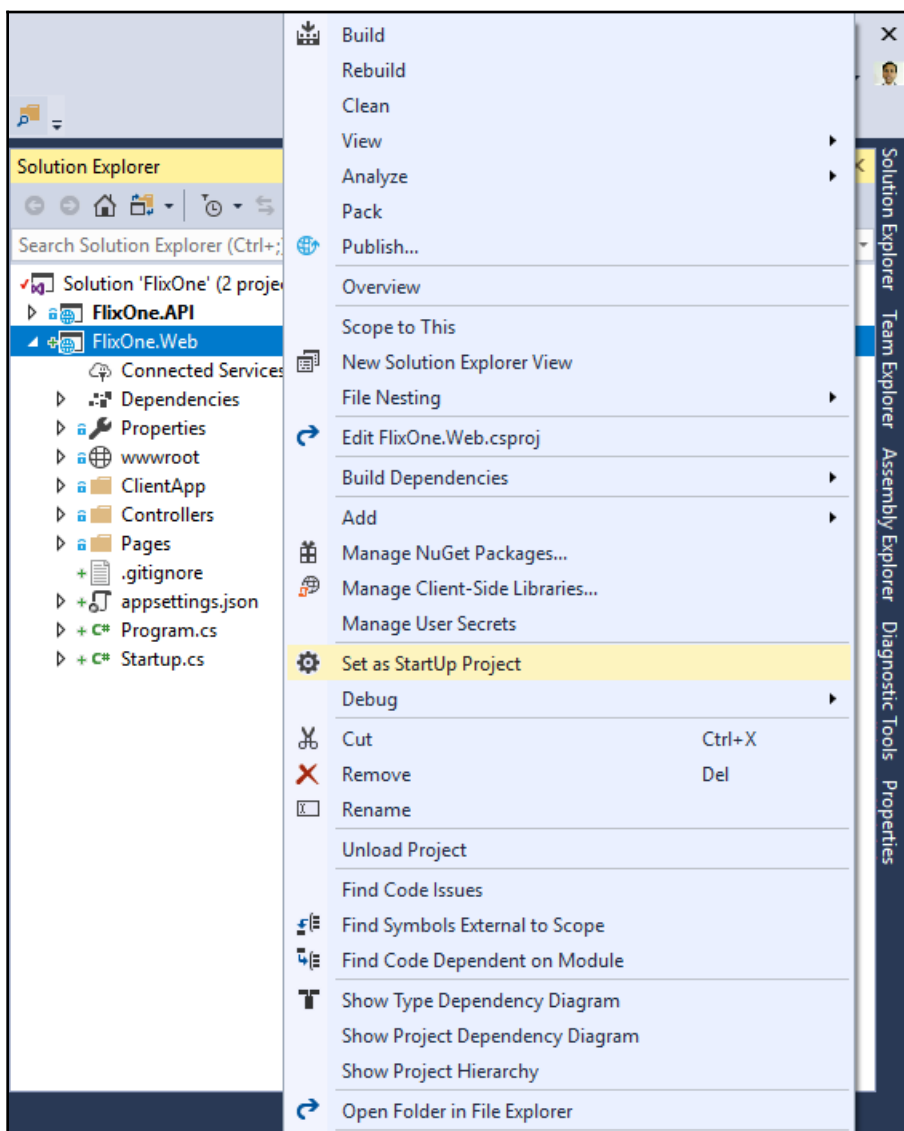 Solution Explorer
Search Solution Explorer (Ctrl+;
Solution 'FlixOne' (2 proje
FlixOne.API
FlixOne.Web
Connected Services
Dependencies
Properties
wwwroot
ClientApp
Controllers
Pages
.gitignore
appsettings.json
C# Program.cs
C# Startup.cs
Build
Rebuild
Clean
View
Analyze
Pack
Publish...
Overview
Scope to This
New Solution Explorer View
File Nesting
Edit FlixOne.Web.csproj
Build Dependencies
Add
Manage NuGet Packages...
Manage Client-Side Libraries...
Manage User Secrets
Set as StartUp Project
Debug
Cut Ctrl+X
Remove Del
Rename
Unload Project
Find Code Issues
Find Symbols External to Scope
Find Code Dependent on Module
Show Type Dependency Diagram
Show Project Dependency Diagram
Show Project Hierarchy
Open Folder in File Explorer
Solution Explorer
Team Explorer
Assembly Explorer
Diagnostic Tools
Properties